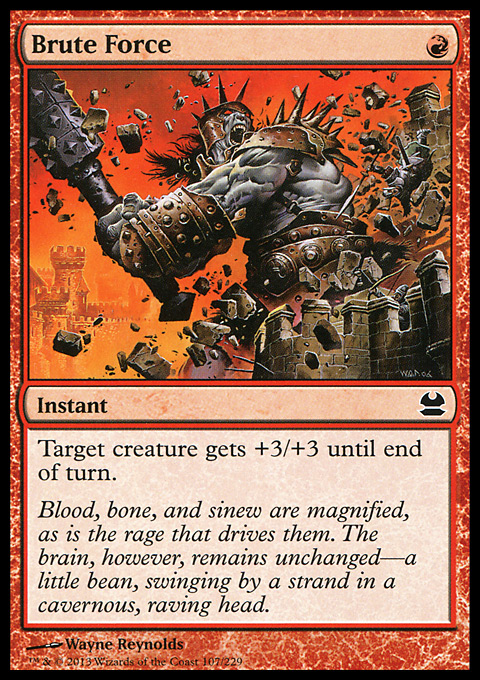 Brute Force
Instant
Target creature gets +3/+3 until end
of turn.
Blood, bone, and sinew are magnified,
as is the rage that drives them. The
brain, however, remains unchanged—a
little bean, swinging by a strand in a
cavernous, raving head.
Wayne Reynolds
™ & © 2013 Wizards of the Coast 107/229